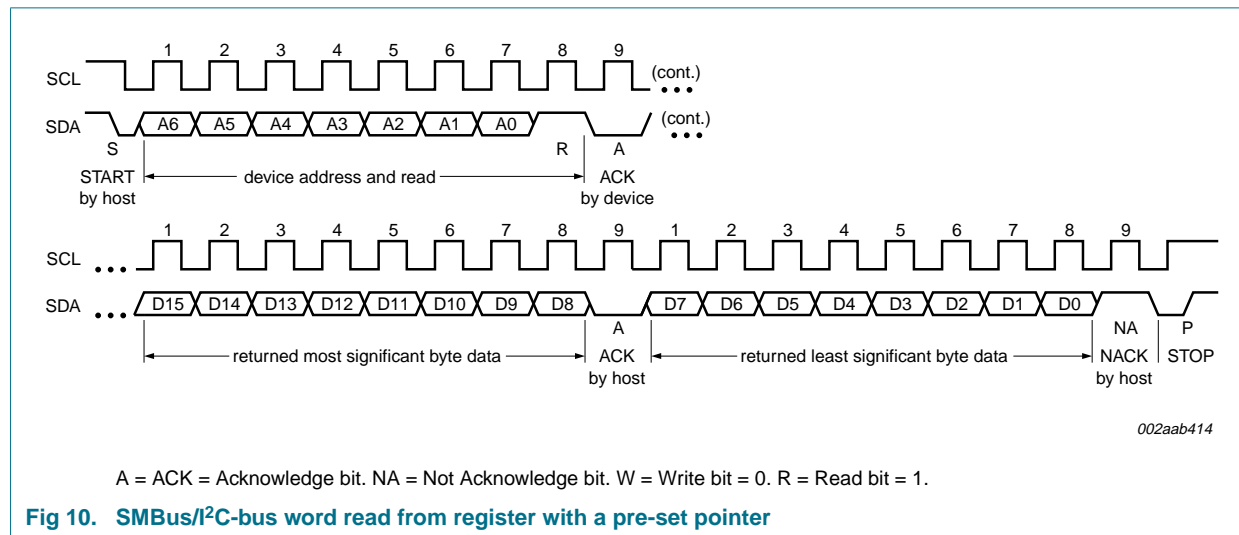 1 2 3 4 5 6 7 8 9
SCL (cont.)
SDA A6 A5 A4 A3 A2 A1 A0 (cont.)
S R A
START device address and read ACK
by host by device
1 2 3 4 5 6 7 8 9 1 2 3 4 5 6 7 8 9
SCL
SDA D15 D14 D13 D12 D11 D10 D9 D8 D7 D6 D5 D4 D3 D2 D1 D0
A NA P
returned most significant byte data ACK returned least significant byte data NACK STOP
by host by host
002aab414
A = ACK = Acknowledge bit. NA = Not Acknowledge bit. W = Write bit = 0. R = Read bit = 1.
Fig 10. SMBus/I²C-bus word read from register with a pre-set pointer